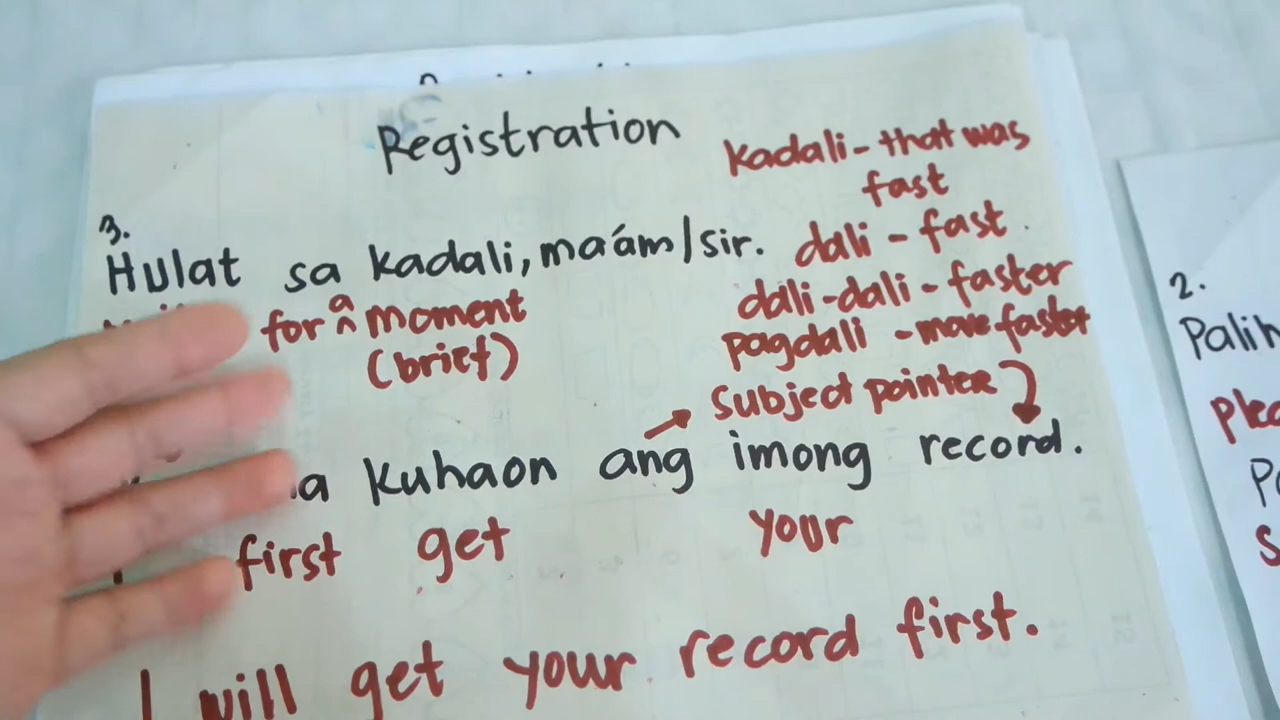 Registration
kadali - that was
fast
3.
Hulat sa kadali, ma'am/sir.
dali - fast
for a moment
(brief)
dali-dali - faster
pagdali - move faster
subject pointer
kuhaon ang imong record.
first get your
I will get your record first.
2.